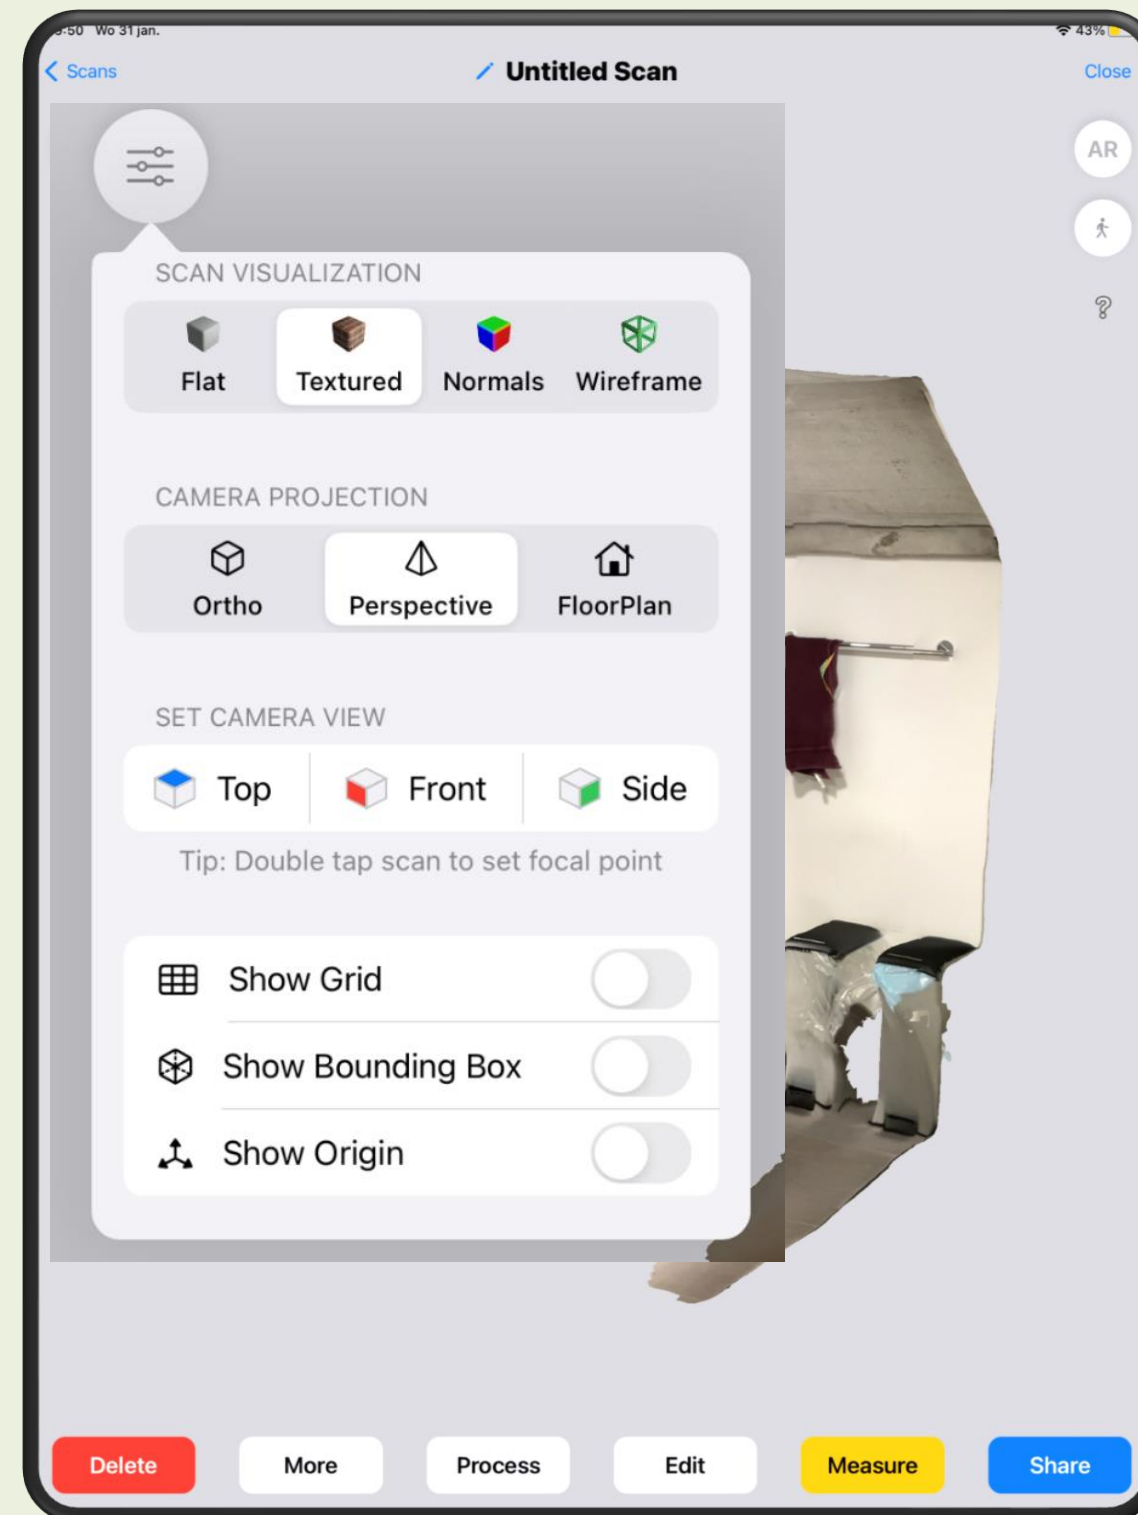 :50 Wo 31 jan. 43%
Scans Untitled Scan Close
AR
SCAN VISUALIZATION
Flat Textured Normals Wireframe
CAMERA PROJECTION
Ortho Perspective FloorPlan
SET CAMERA VIEW
Top Front Side
Tip: Double tap scan to set focal point
Show Grid
Show Bounding Box
Show Origin
Delete More Process Edit Measure Share